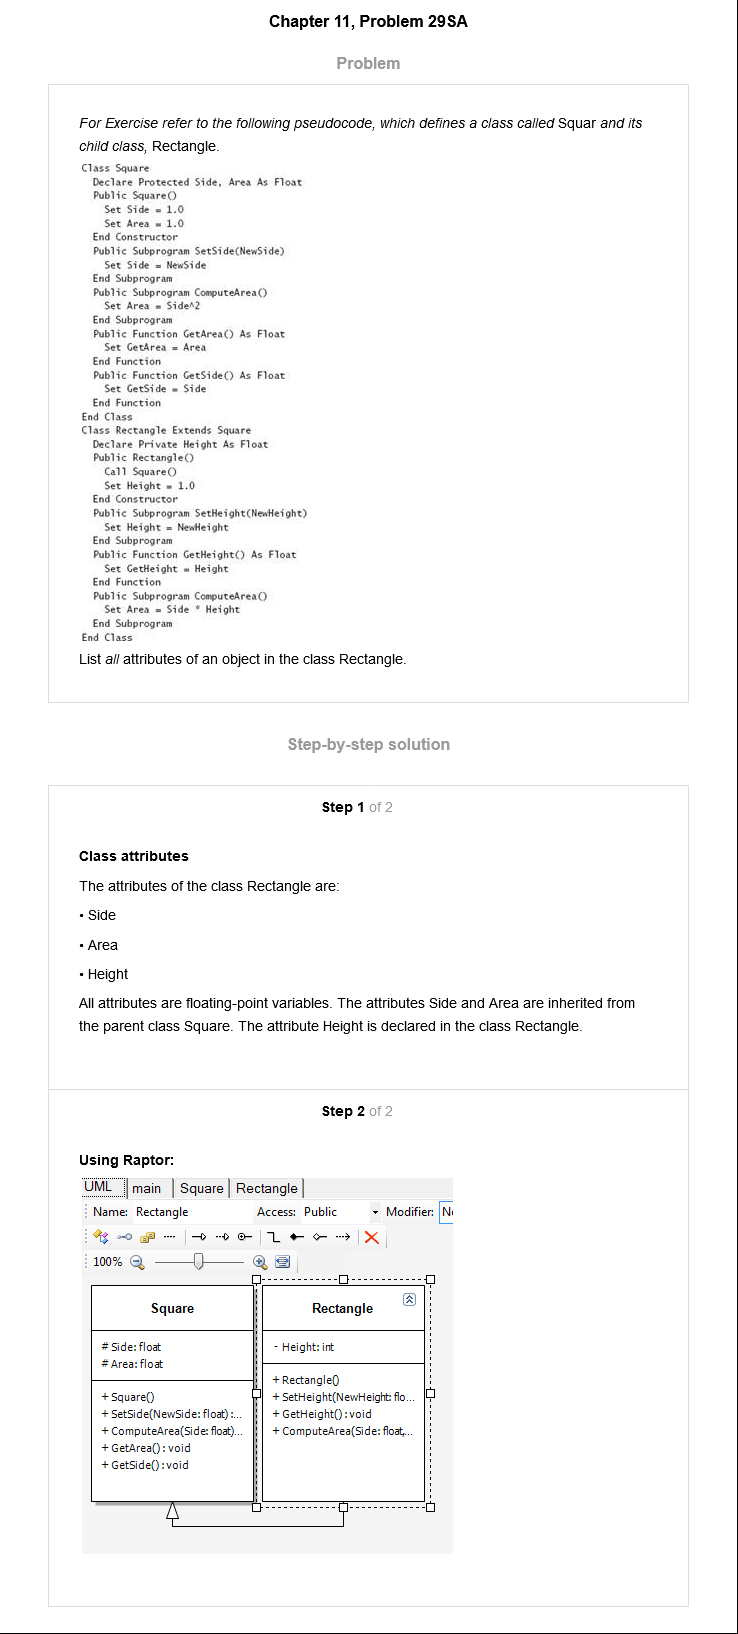 Chapter 11, Problem 29SA
Problem
For Exercise refer to the following pseudocode, which defines a class called Squar and its
child class, Rectangle.
Class Square
Declare Protected Side, Area As Float
Public Square()
Set Side = 1.0
Set Area = 1.0
End Constructor
Public Subprogram SetSide(NewSide)
Set Side = NewSide
End Subprogram
Public Subprogram ComputeArea()
Set Area = Side^2
End Subprogram
Public Function GetArea() As Float
Set GetArea = Area
End Function
Public Function GetSide() As Float
Set GetSide = Side
End Function
End Class
Class Rectangle Extends Square
Declare Private Height As Float
Public Rectangle()
Call Square()
Set Height = 1.0
End Constructor
Public Subprogram SetHeight(NewHeight)
Set Height = NewHeight
End Subprogram
Public Function GetHeight() As Float
Set GetHeight = Height
End Function
Public Subprogram ComputeArea()
Set Area = Side * Height
End Subprogram
End Class
List all attributes of an object in the class Rectangle.
Step-by-step solution
Step 1 of 2
Class attributes
The attributes of the class Rectangle are:
• Side
• Area
• Height
All attributes are floating-point variables. The attributes Side and Area are inherited from
the parent class Square. The attribute Height is declared in the class Rectangle.
Step 2 of 2
Using Raptor:
UML main Square Rectangle
Name: Rectangle Access: Public Modifier: N
100%
Square
# Side: float
# Area: float
+ Square()
+ SetSide(NewSide: float) :...
+ ComputeArea(Side: float)...
+ GetArea() : void
+ GetSide() : void
Rectangle
- Height: int
+ Rectangle()
+ SetHeight(NewHeight: flo...
+ GetHeight() : void
+ ComputeArea(Side: float,...